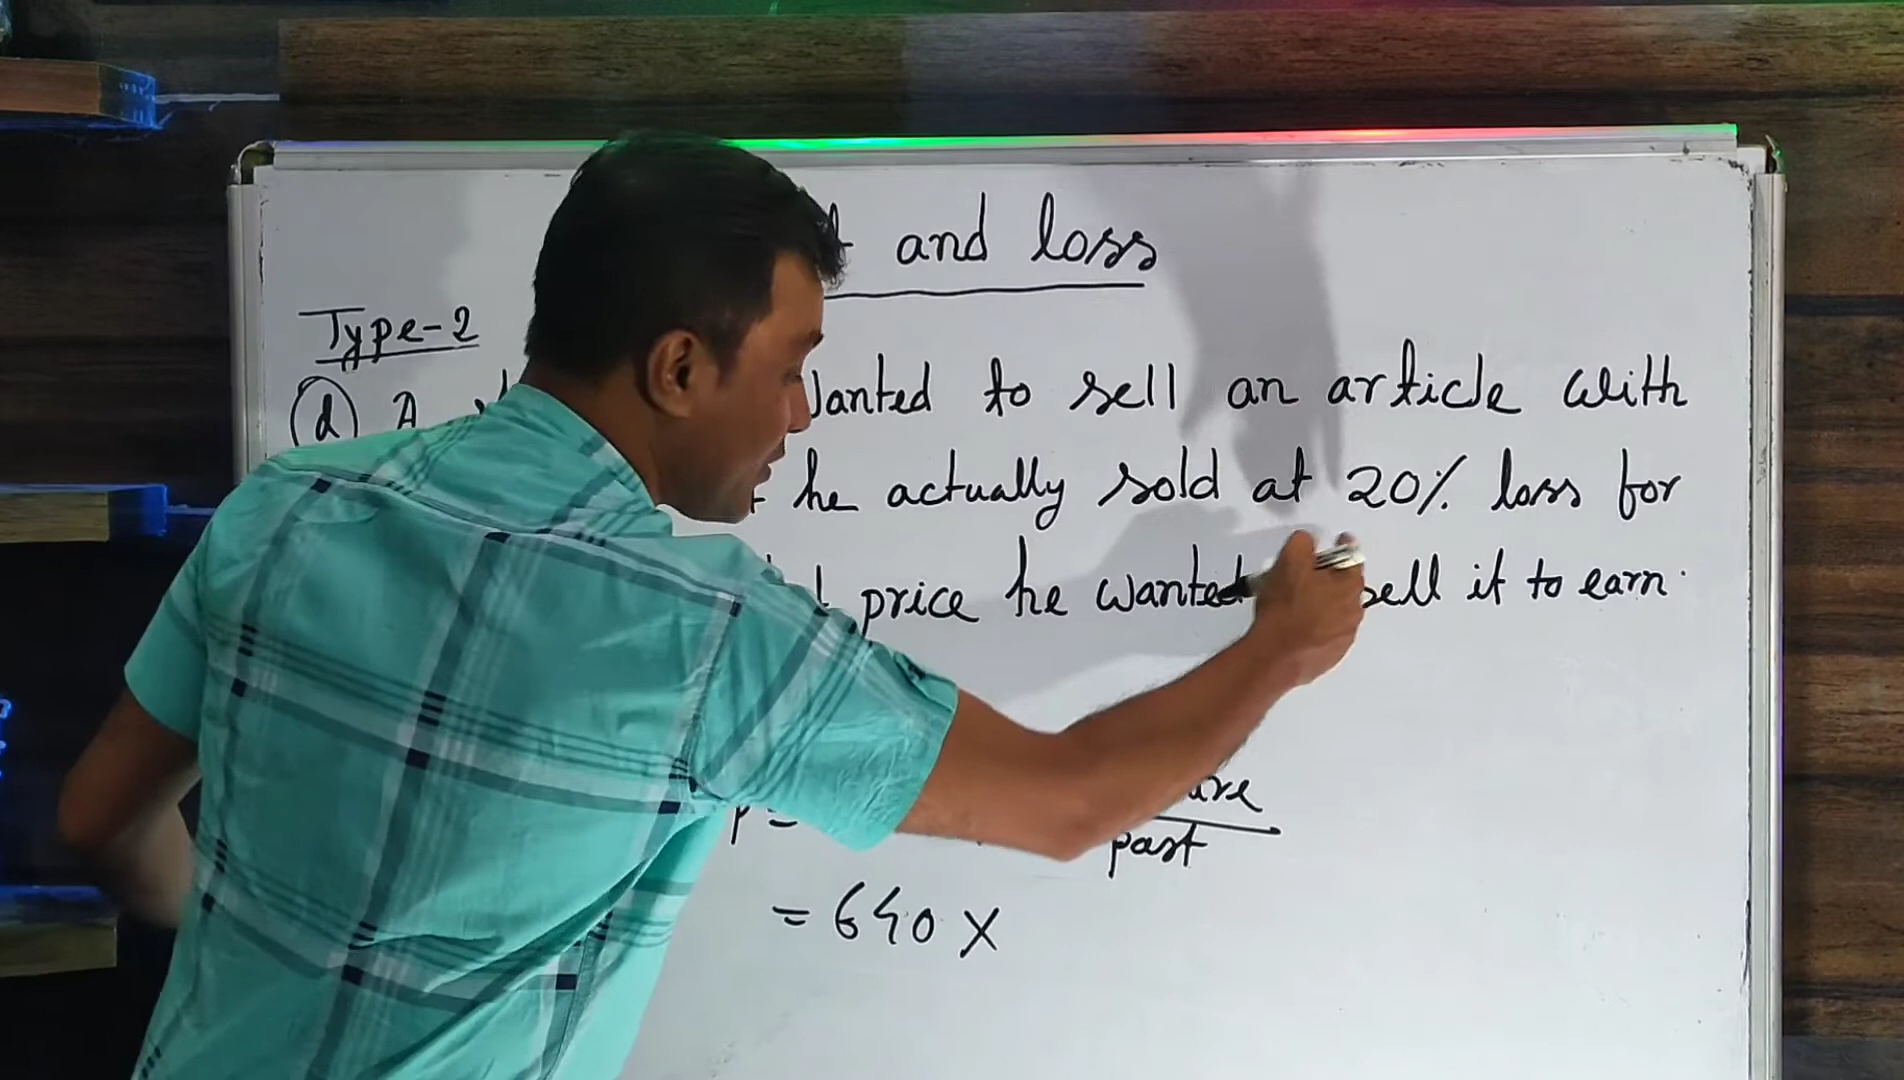 and loss
Type-2
(d) A wanted to sell an article with
he actually sold at 20% loss for
price he wanted sell it to earn.
past
= 640 X